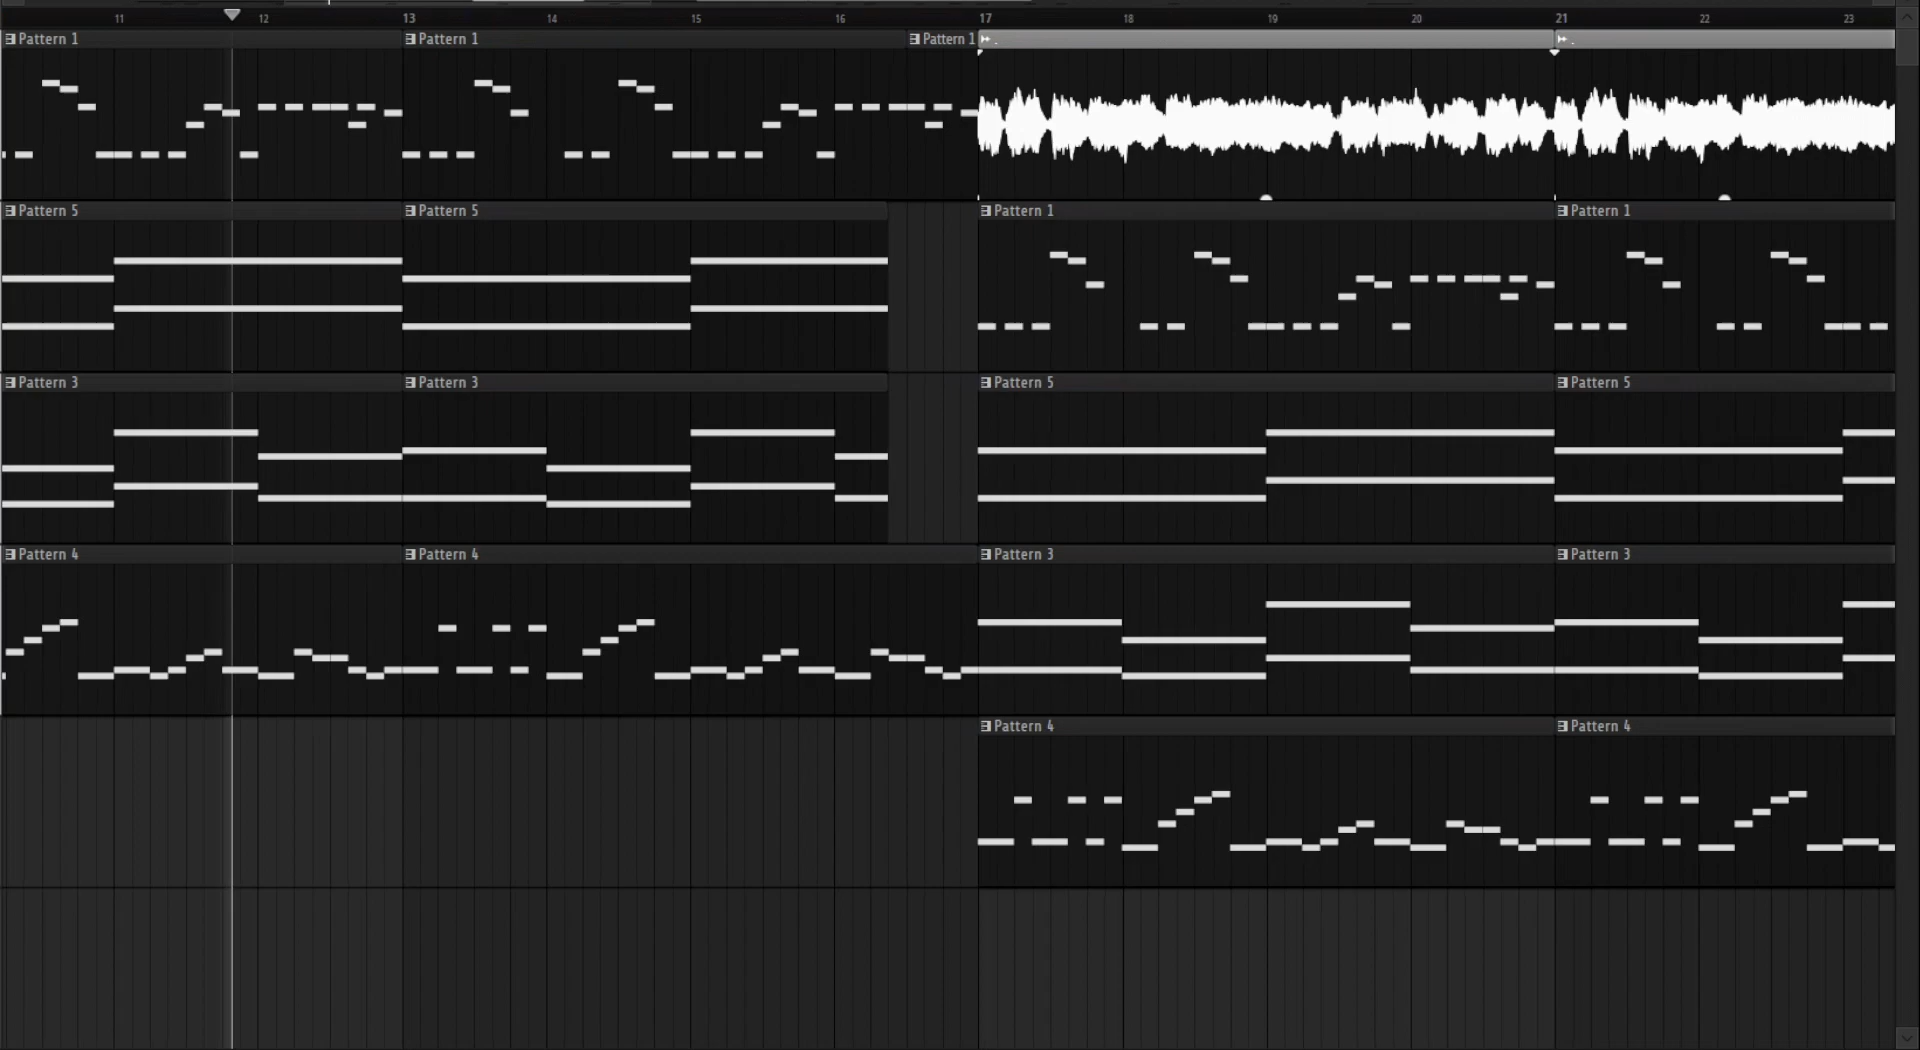 11 12 13 14 15 16 17 18 19 20 21 22 23
Pattern 1 Pattern 1 Pattern 1 . .
Pattern 5 Pattern 5 Pattern 1 Pattern 1
Pattern 3 Pattern 3 Pattern 5 Pattern 5
Pattern 4 Pattern 4 Pattern 3 Pattern 3
Pattern 4 Pattern 4